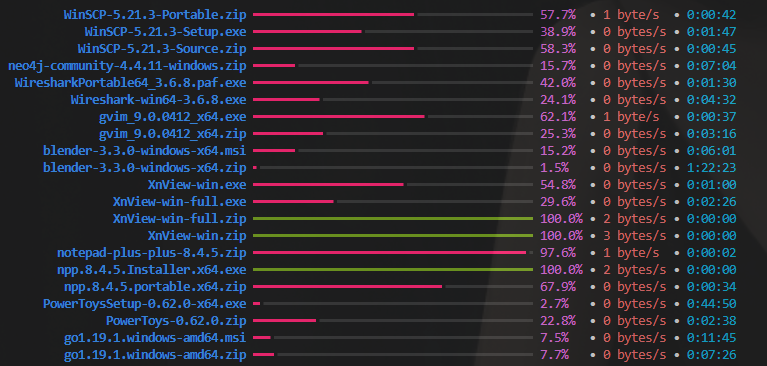 WinSCP-5.21.3-Portable.zip 57.7% • 1 byte/s • 0:00:42
WinSCP-5.21.3-Setup.exe 38.9% • 0 bytes/s • 0:01:47
WinSCP-5.21.3-Source.zip 58.3% • 0 bytes/s • 0:00:45
neo4j-community-4.4.11-windows.zip 15.7% • 0 bytes/s • 0:07:04
WiresharkPortable64_3.6.8.paf.exe 42.0% • 0 bytes/s • 0:01:30
Wireshark-win64-3.6.8.exe 24.1% • 0 bytes/s • 0:04:32
gvim_9.0.0412_x64.exe 62.1% • 1 byte/s • 0:00:37
gvim_9.0.0412_x64.zip 25.3% • 0 bytes/s • 0:03:16
blender-3.3.0-windows-x64.msi 15.2% • 0 bytes/s • 0:06:01
blender-3.3.0-windows-x64.zip 1.5% • 0 bytes/s • 1:22:23
XnView-win.exe 54.8% • 0 bytes/s • 0:01:00
XnView-win-full.exe 29.6% • 0 bytes/s • 0:02:26
XnView-win-full.zip 100.0% • 2 bytes/s • 0:00:00
XnView-win.zip 100.0% • 3 bytes/s • 0:00:00
notepad-plus-plus-8.4.5.zip 97.6% • 1 byte/s • 0:00:02
npp.8.4.5.Installer.x64.exe 100.0% • 2 bytes/s • 0:00:00
npp.8.4.5.portable.x64.zip 67.9% • 0 bytes/s • 0:00:34
PowerToysSetup-0.62.0-x64.exe 2.7% • 0 bytes/s • 0:44:50
PowerToys-0.62.0.zip 22.8% • 0 bytes/s • 0:02:38
go1.19.1.windows-amd64.msi 7.5% • 0 bytes/s • 0:11:45
go1.19.1.windows-amd64.zip 7.7% • 0 bytes/s • 0:07:26